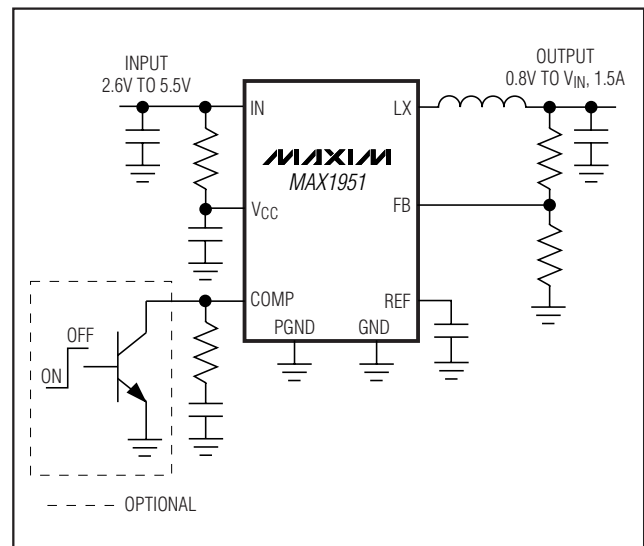 INPUT
2.6V TO 5.5V
OUTPUT
0.8V TO VIN, 1.5A
IN
LX
MAXIM
MAX1951
VCC
FB
COMP
REF
PGND
GND
OFF
ON
OPTIONAL